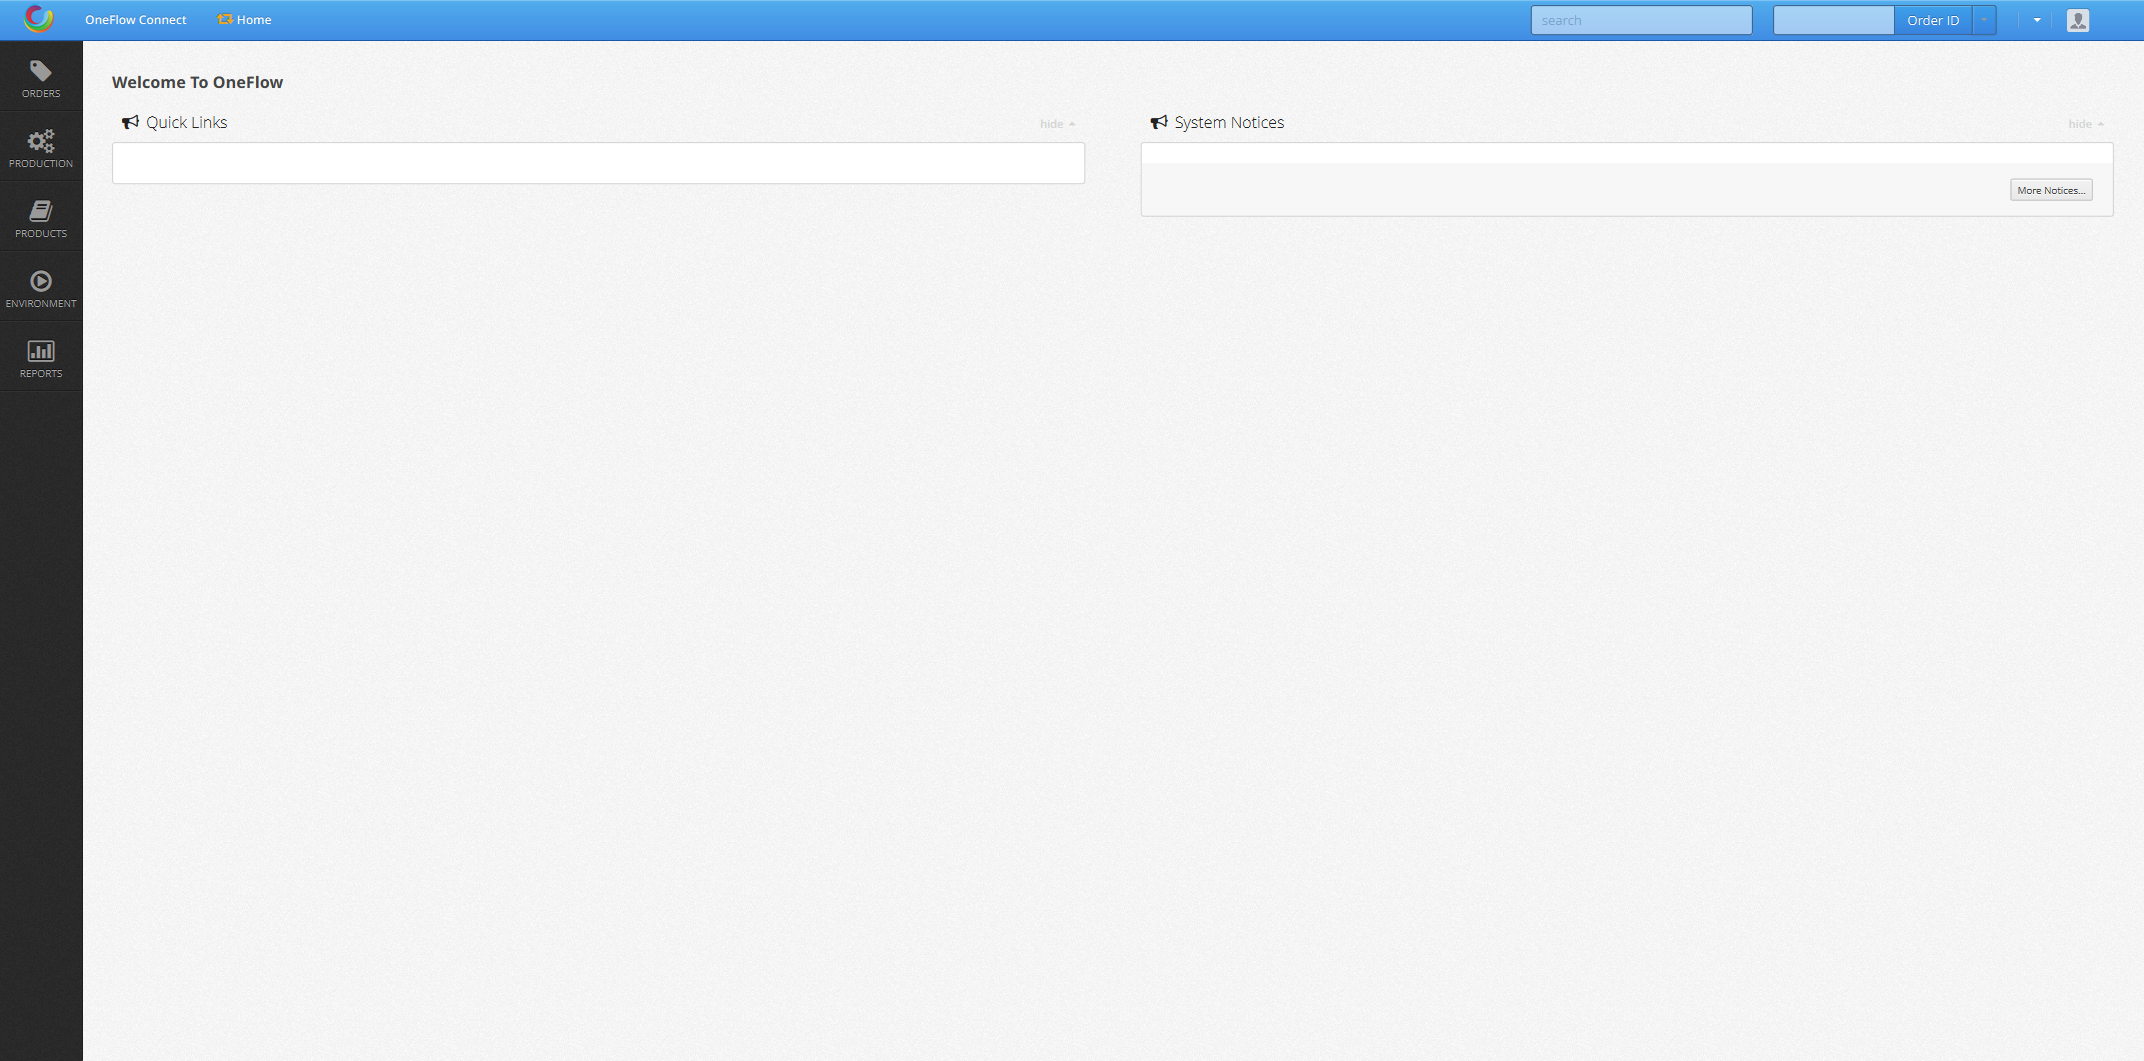 OneFlow Connect
Home
search
Order ID
ORDERS
PRODUCTION
PRODUCTS
ENVIRONMENT
REPORTS
Welcome To OneFlow
Quick Links
hide
System Notices
hide
More Notices...